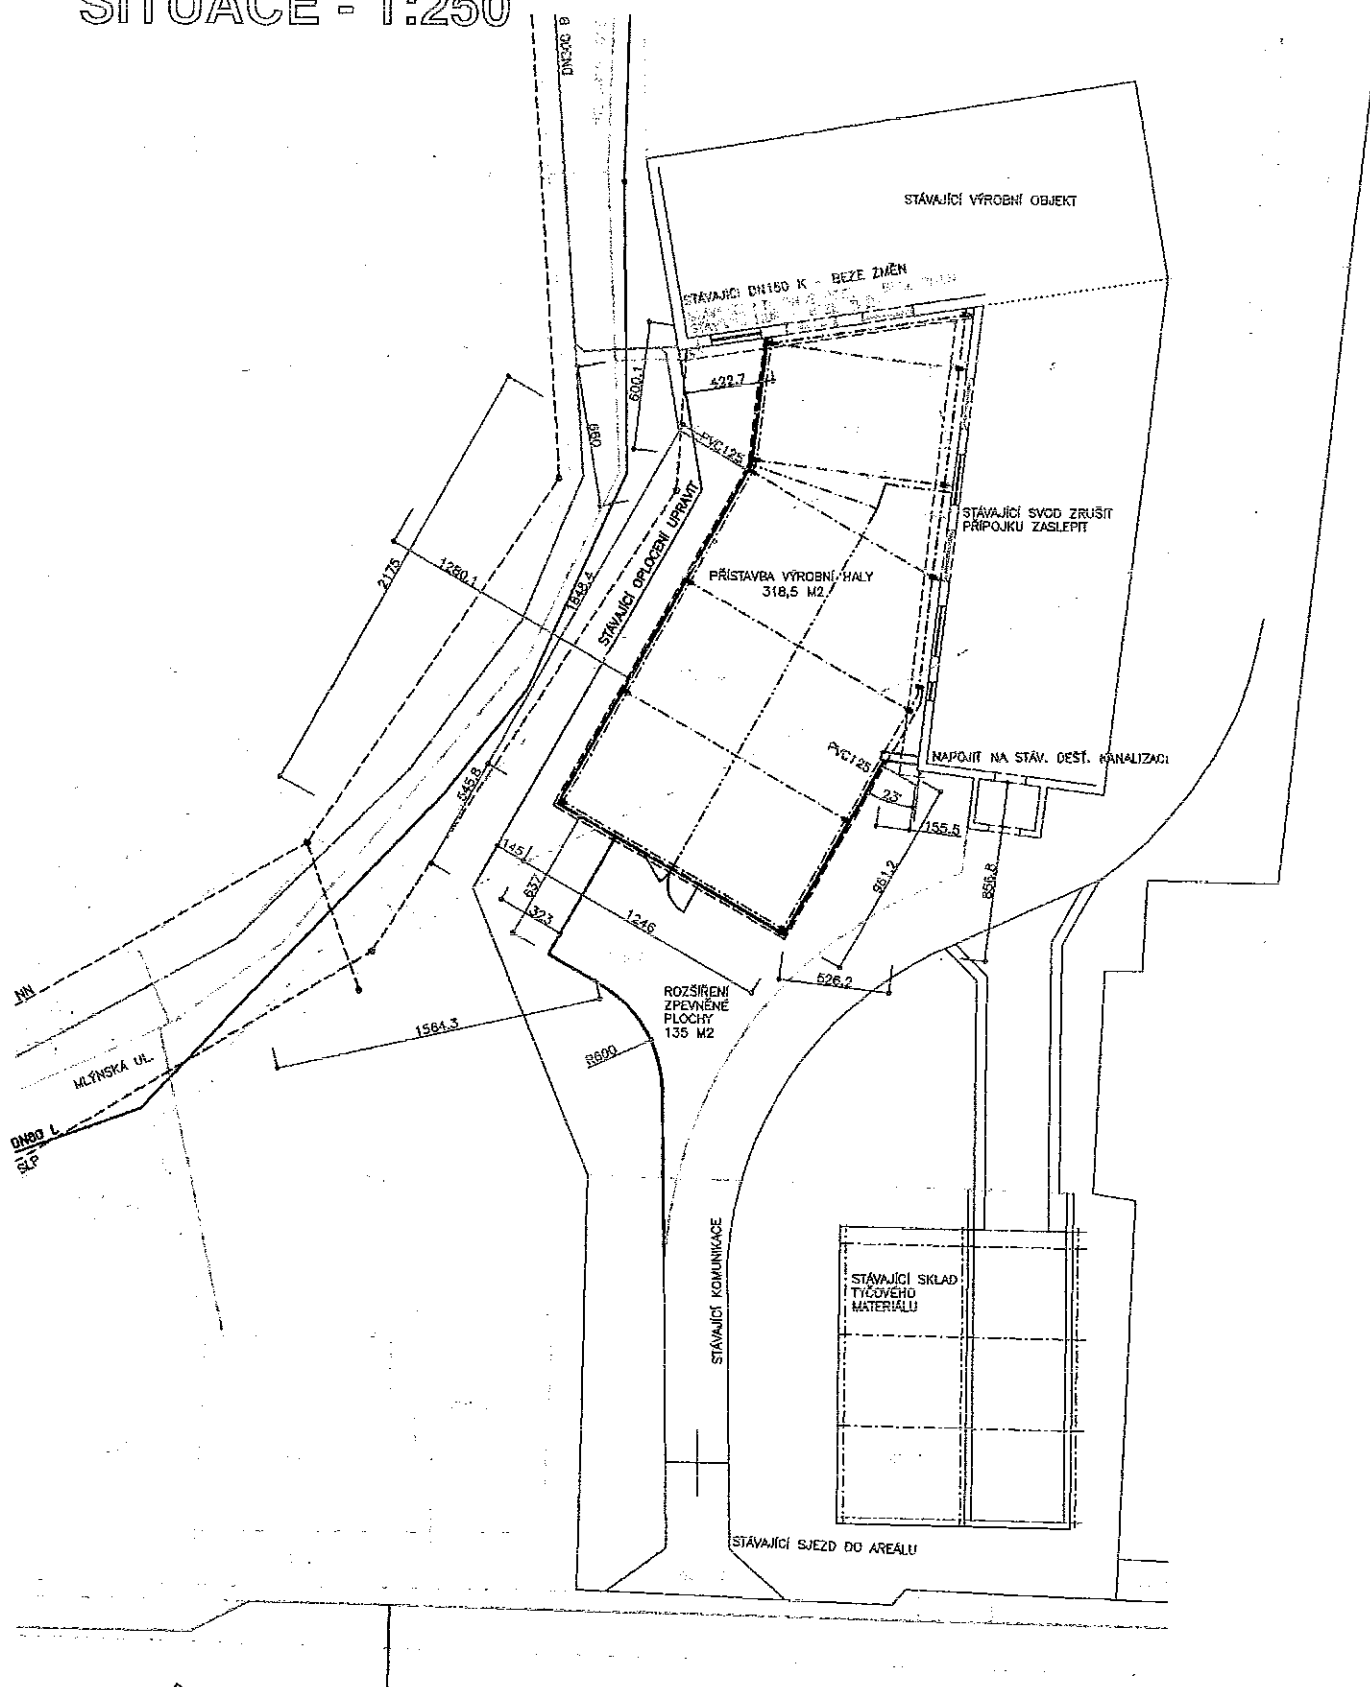 SITUACE - 1:250
DN300 B
STÁVAJÍCÍ VÝROBNÍ OBJEKT
STÁVAJÍCÍ DN150 K - BEZE ZMĚN
600,1
422,7
660
PVC125
2175
1280,1
1848,4
STÁVAJÍCÍ OPLOCENÍ UPRAVIT
STÁVAJÍCÍ SVOD ZRUŠIT
PŘÍPOJKU ZASLEPIT
PŘÍSTAVBA VÝROBNÍ HALY
318,5 M2
PVC125
NAPOJIT NA STÁV. DEŠŤ. KANALIZACI
545,8
23°
155,5
145
637
323
1246
961,2
856,8
526,2
NN
ROZŠÍŘENÍ
ZPEVNĚNÉ
PLOCHY
135 M2
1564,3
R600
MLÝNSKÁ UL.
DN80 L
SLP
STÁVAJÍCÍ KOMUNIKACE
STÁVAJÍCÍ SKLAD
TYČOVÉHO
MATERIÁLU
STÁVAJÍCÍ SJEZD DO AREÁLU